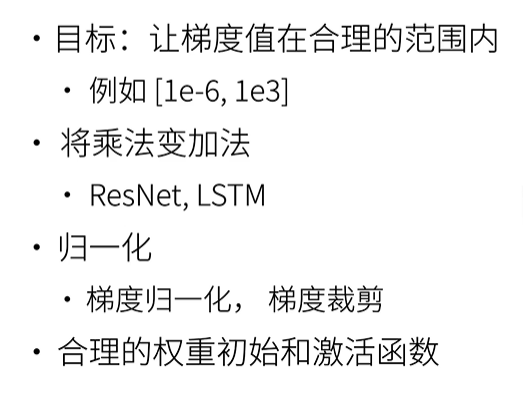 • 目标：让梯度值在合理的范围内
• 例如 [1e-6, 1e3]
• 将乘法变加法
• ResNet, LSTM
• 归一化
• 梯度归一化， 梯度裁剪
• 合理的权重初始和激活函数